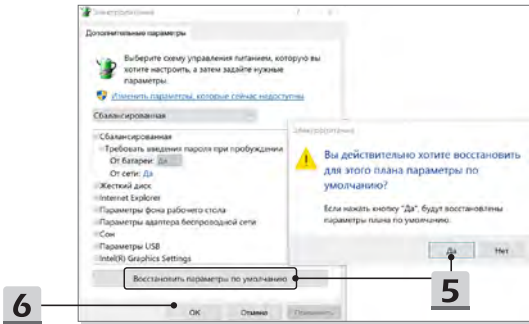 Электропитание
Дополнительные параметры
Выберите схему управления питанием, которую вы
хотите настроить, а затем задайте нужные
параметры.
Изменить параметры, которые сейчас недоступны
Сбалансированная
Сбалансированная
Требовать введения пароля при пробуждении
От батареи: Да
От сети: Да
Жесткий диск
Internet Explorer
Параметры фона рабочего стола
Параметры адаптера беспроводной сети
Сон
Параметры USB
Intel(R) Graphics Settings
Восстановить параметры по умолчанию
OK Отмена Применить
Электропитание
Вы действительно хотите восстановить
для этого плана параметры по
умолчанию?
Если нажать кнопку "Да", будут восстановлены
параметры плана по умолчанию.
Да Нет
5
6